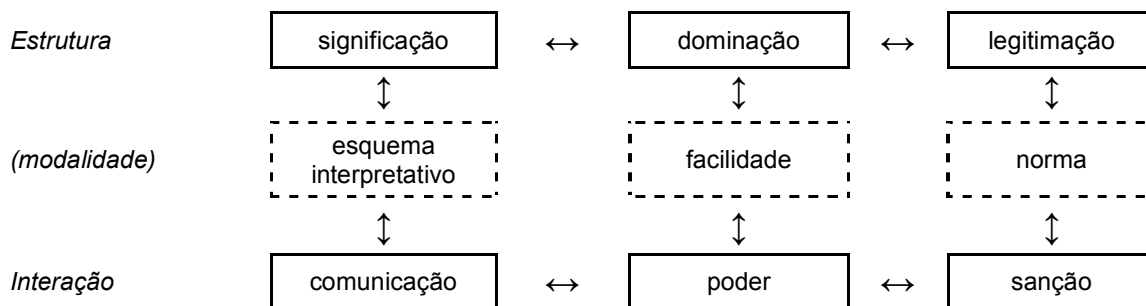 Estrutura significação ↔ dominação ↔ legitimação
↕ ↕ ↕
(modalidade) esquema interpretativo facilidade norma
↕ ↕ ↕
Interação comunicação ↔ poder ↔ sanção